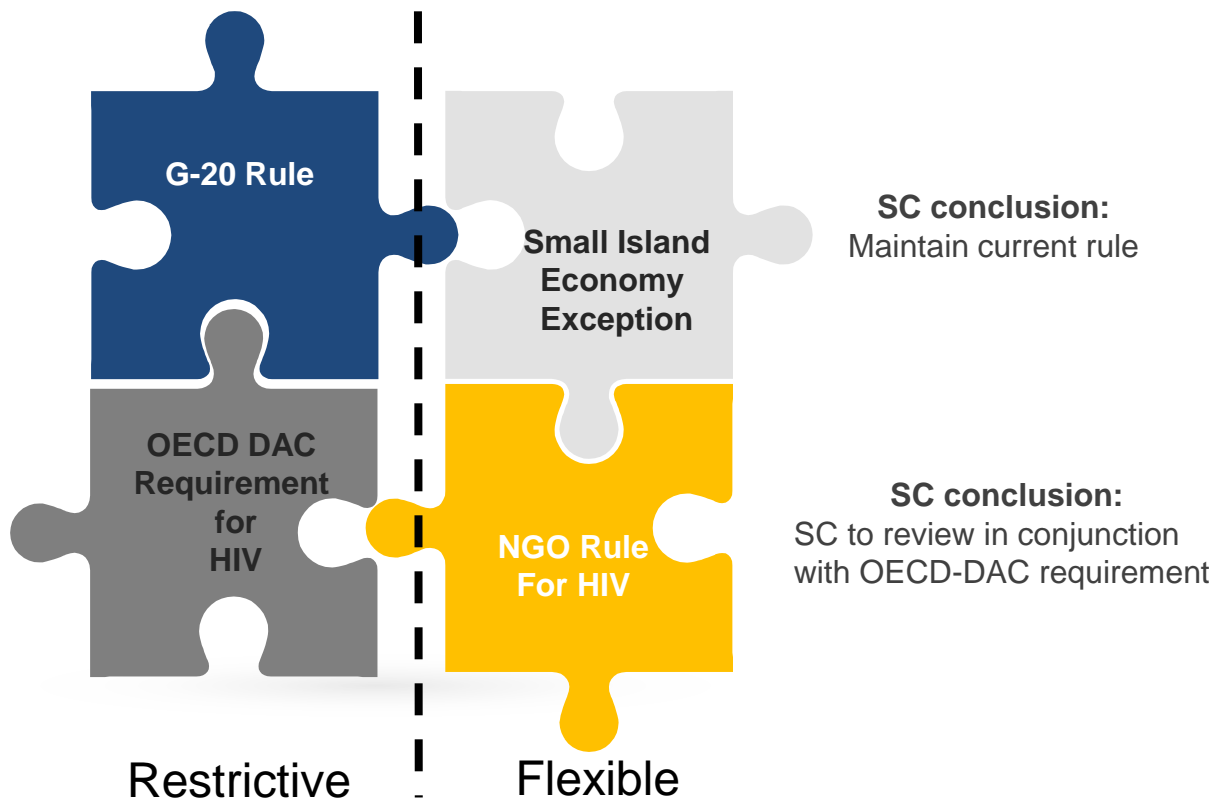 G-20 Rule
Small Island
Economy
Exception
SC conclusion:
Maintain current rule
OECD DAC
Requirement
for
HIV
NGO Rule
For HIV
SC conclusion:
SC to review in conjunction
with OECD-DAC requirement
Restrictive
Flexible